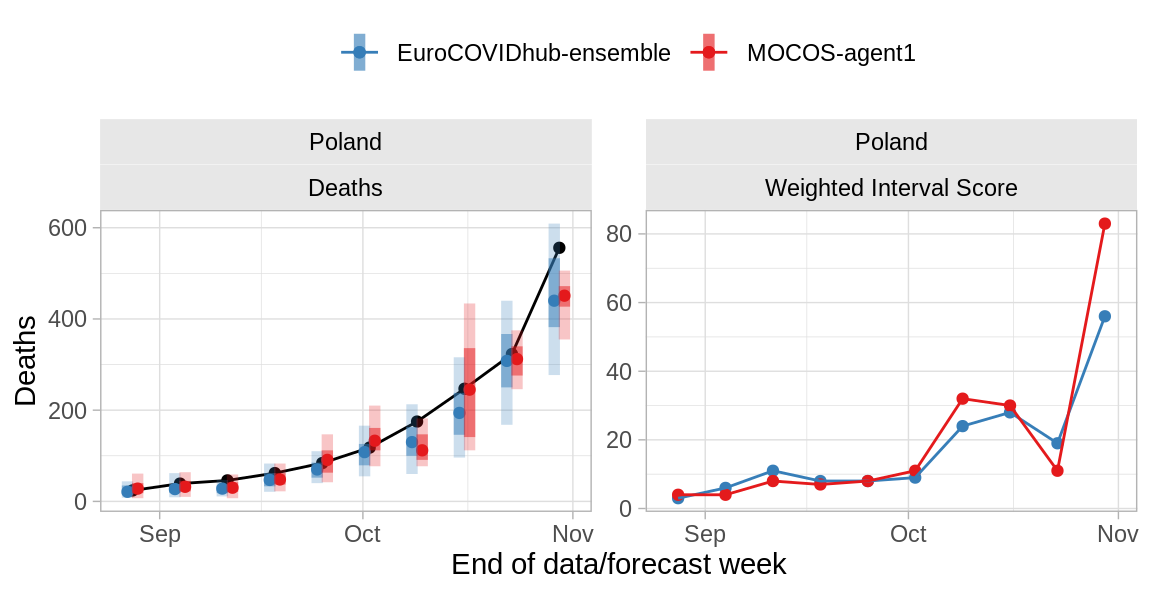 EuroCOVIDhub-ensemble MOCOS-agent1
Poland Poland
Deaths Weighted Interval Score
600
400
200
0
80
60
40
20
0
Deaths
Sep Oct Nov Sep Oct Nov
End of data/forecast week